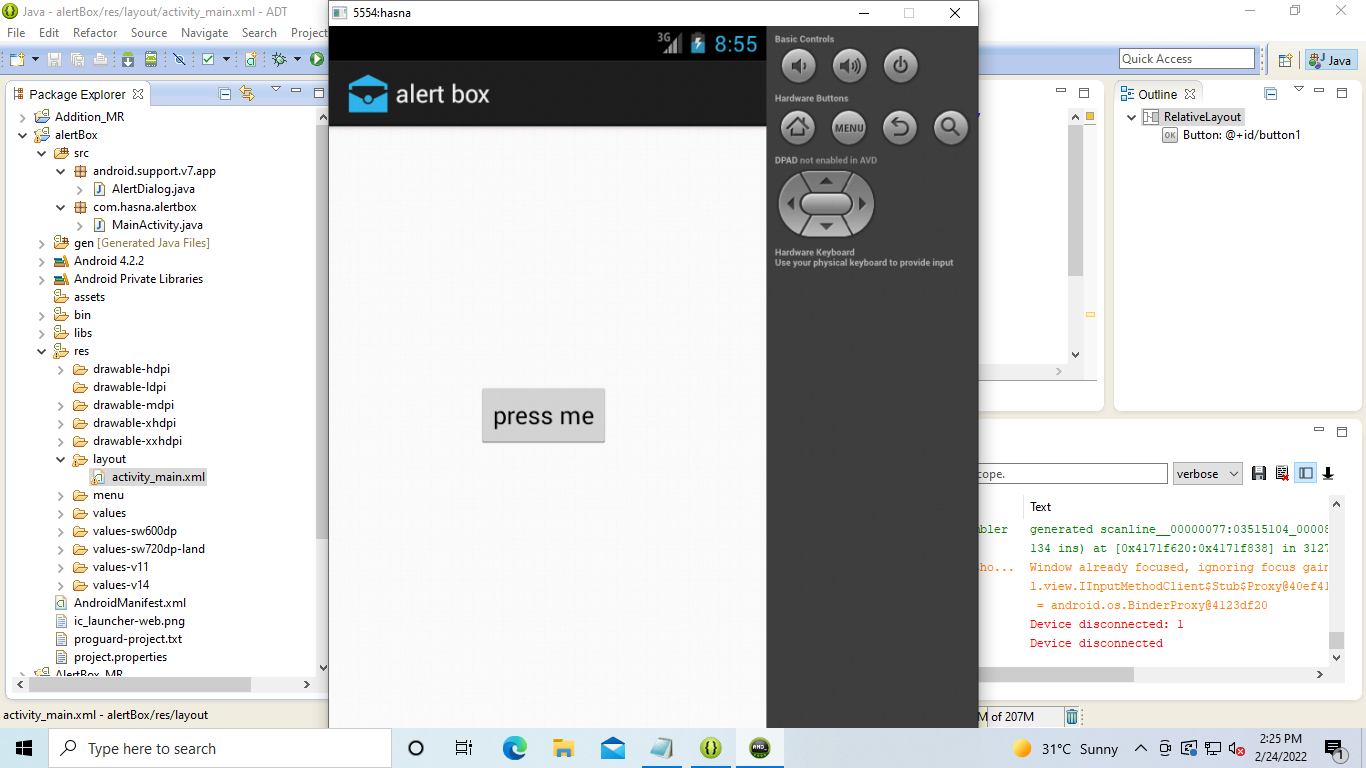 Java - alertBox/res/layout/activity_main.xml - ADT
5554:hasna
File Edit Refactor Source Navigate Search Project
Quick Access
Java
3G
8:55
alert box
press me
Basic Controls
Hardware Buttons
MENU
DPAD not enabled in AVD
Hardware Keyboard
Use your physical keyboard to provide input
Package Explorer
Addition_MR
alertBox
src
android.support.v7.app
AlertDialog.java
com.hasna.alertbox
MainActivity.java
gen [Generated Java Files]
Android 4.2.2
Android Private Libraries
assets
bin
libs
res
drawable-hdpi
drawable-ldpi
drawable-mdpi
drawable-xhdpi
drawable-xxhdpi
layout
activity_main.xml
menu
values
values-sw600dp
values-sw720dp-land
values-v11
values-v14
AndroidManifest.xml
ic_launcher-web.png
proguard-project.txt
project.properties
AlertBox_MR
Outline
RelativeLayout
OK Button: @+id/button1
cope.
verbose
Text
mbler generated scanline__00000077:03515104_00008
134 ins) at [0x4171f620:0x4171f838] in 3127
ho... Window already focused, ignoring focus gain
l.view.IInputMethodClient$Stub$Proxy@40ef41
= android.os.BinderProxy@4123df20
Device disconnected: 1
Device disconnected
activity_main.xml - alertBox/res/layout
M of 207M
Type here to search
31°C Sunny
2:25 PM
2/24/2022
1